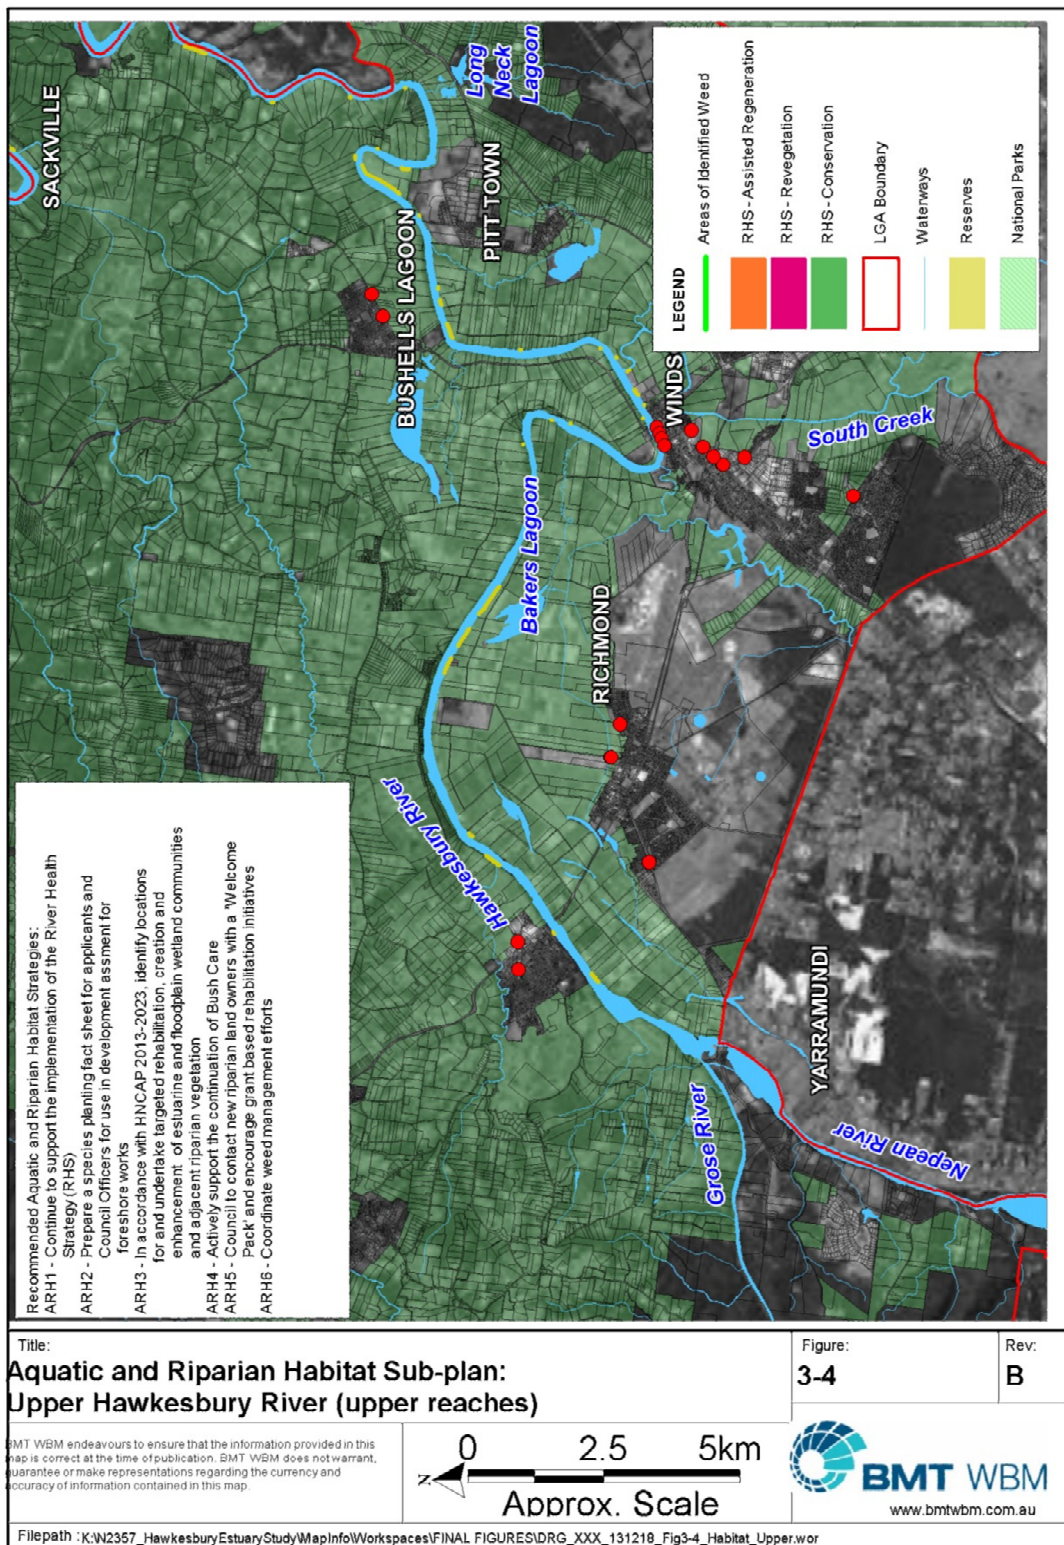 Recommended Aquatic and Riparian Habitat Strategies:
ARH1 - Continue to support the implementation of the River Health
Strategy (RHS)
ARH2 - Prepare a species planting fact sheet for applicants and
Council Officers for use in development assment for
foreshore works
ARH3 - In accordance with HNCAP 2013-2023, identify locations
for and undertake targeted rehabilitation, creation and
enhancement of estuarine and floodplain wetland communities
and adjacent riparian vegetation
ARH4 - Actively support the continuation of Bush Care
ARH5 - Council to contact new riparian land owners with a "Welcome
Pack' and encourage grant based rehabilitation initiatives
ARH6 - Coordinate weed management efforts
SACKVILLE
Long
Neck
Lagoon
PITT TOWN
BUSHELLS LAGOON
WINDS
South Creek
Bakers Lagoon
RICHMOND
Hawkesbury River
Grose River
YARRAMUNDI
Nepean River
LEGEND
Areas of Identified Weed
RHS - Assisted Regeneration
RHS - Revegetation
RHS - Conservation
LGA Boundary
Waterways
Reserves
National Parks
Title:
Aquatic and Riparian Habitat Sub-plan:
Upper Hawkesbury River (upper reaches)
Figure:
3-4
Rev:
B
BMT WBM endeavours to ensure that the information provided in this
map is correct at the time of publication. BMT WBM does not warrant,
guarantee or make representations regarding the currency and
accuracy of information contained in this map.
N
0 2.5 5km
Approx. Scale
BMT WBM
www.bmtwbm.com.au
Filepath : K:\N2357_HawkesburyEstuaryStudy\MapInfo\Workspaces\FINAL FIGURES\DRG_XXX_131218_Fig3-4_Habitat_Upper.wor